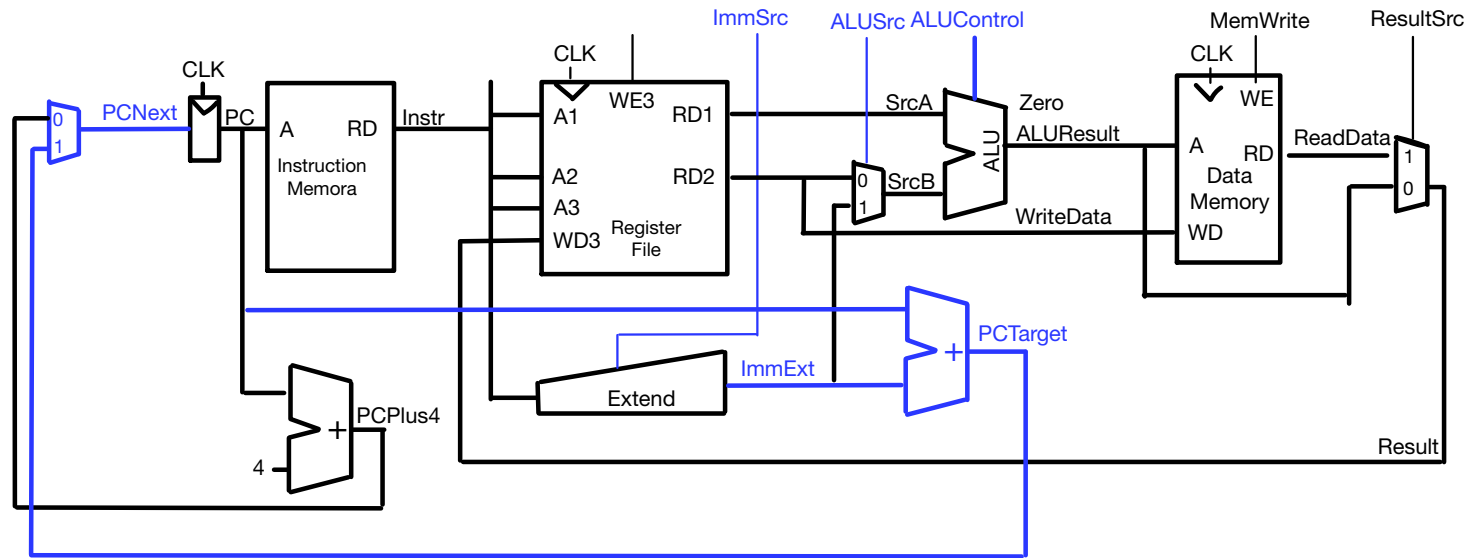 ImmSrc
ALUSrc ALUControl
MemWrite
ResultSrc
CLK
PCNext
0
1
PC
A
RD
Instruction
Memora
Instr
CLK
WE3
A1
A2
A3
WD3
RD1
RD2
Register
File
SrcA
0
1
SrcB
ALU
Zero
ALUResult
WriteData
CLK
WE
A
RD
Data
Memory
WD
ReadData
1
0
PCTarget
+
ImmExt
Extend
PCPlus4
+
4
Result